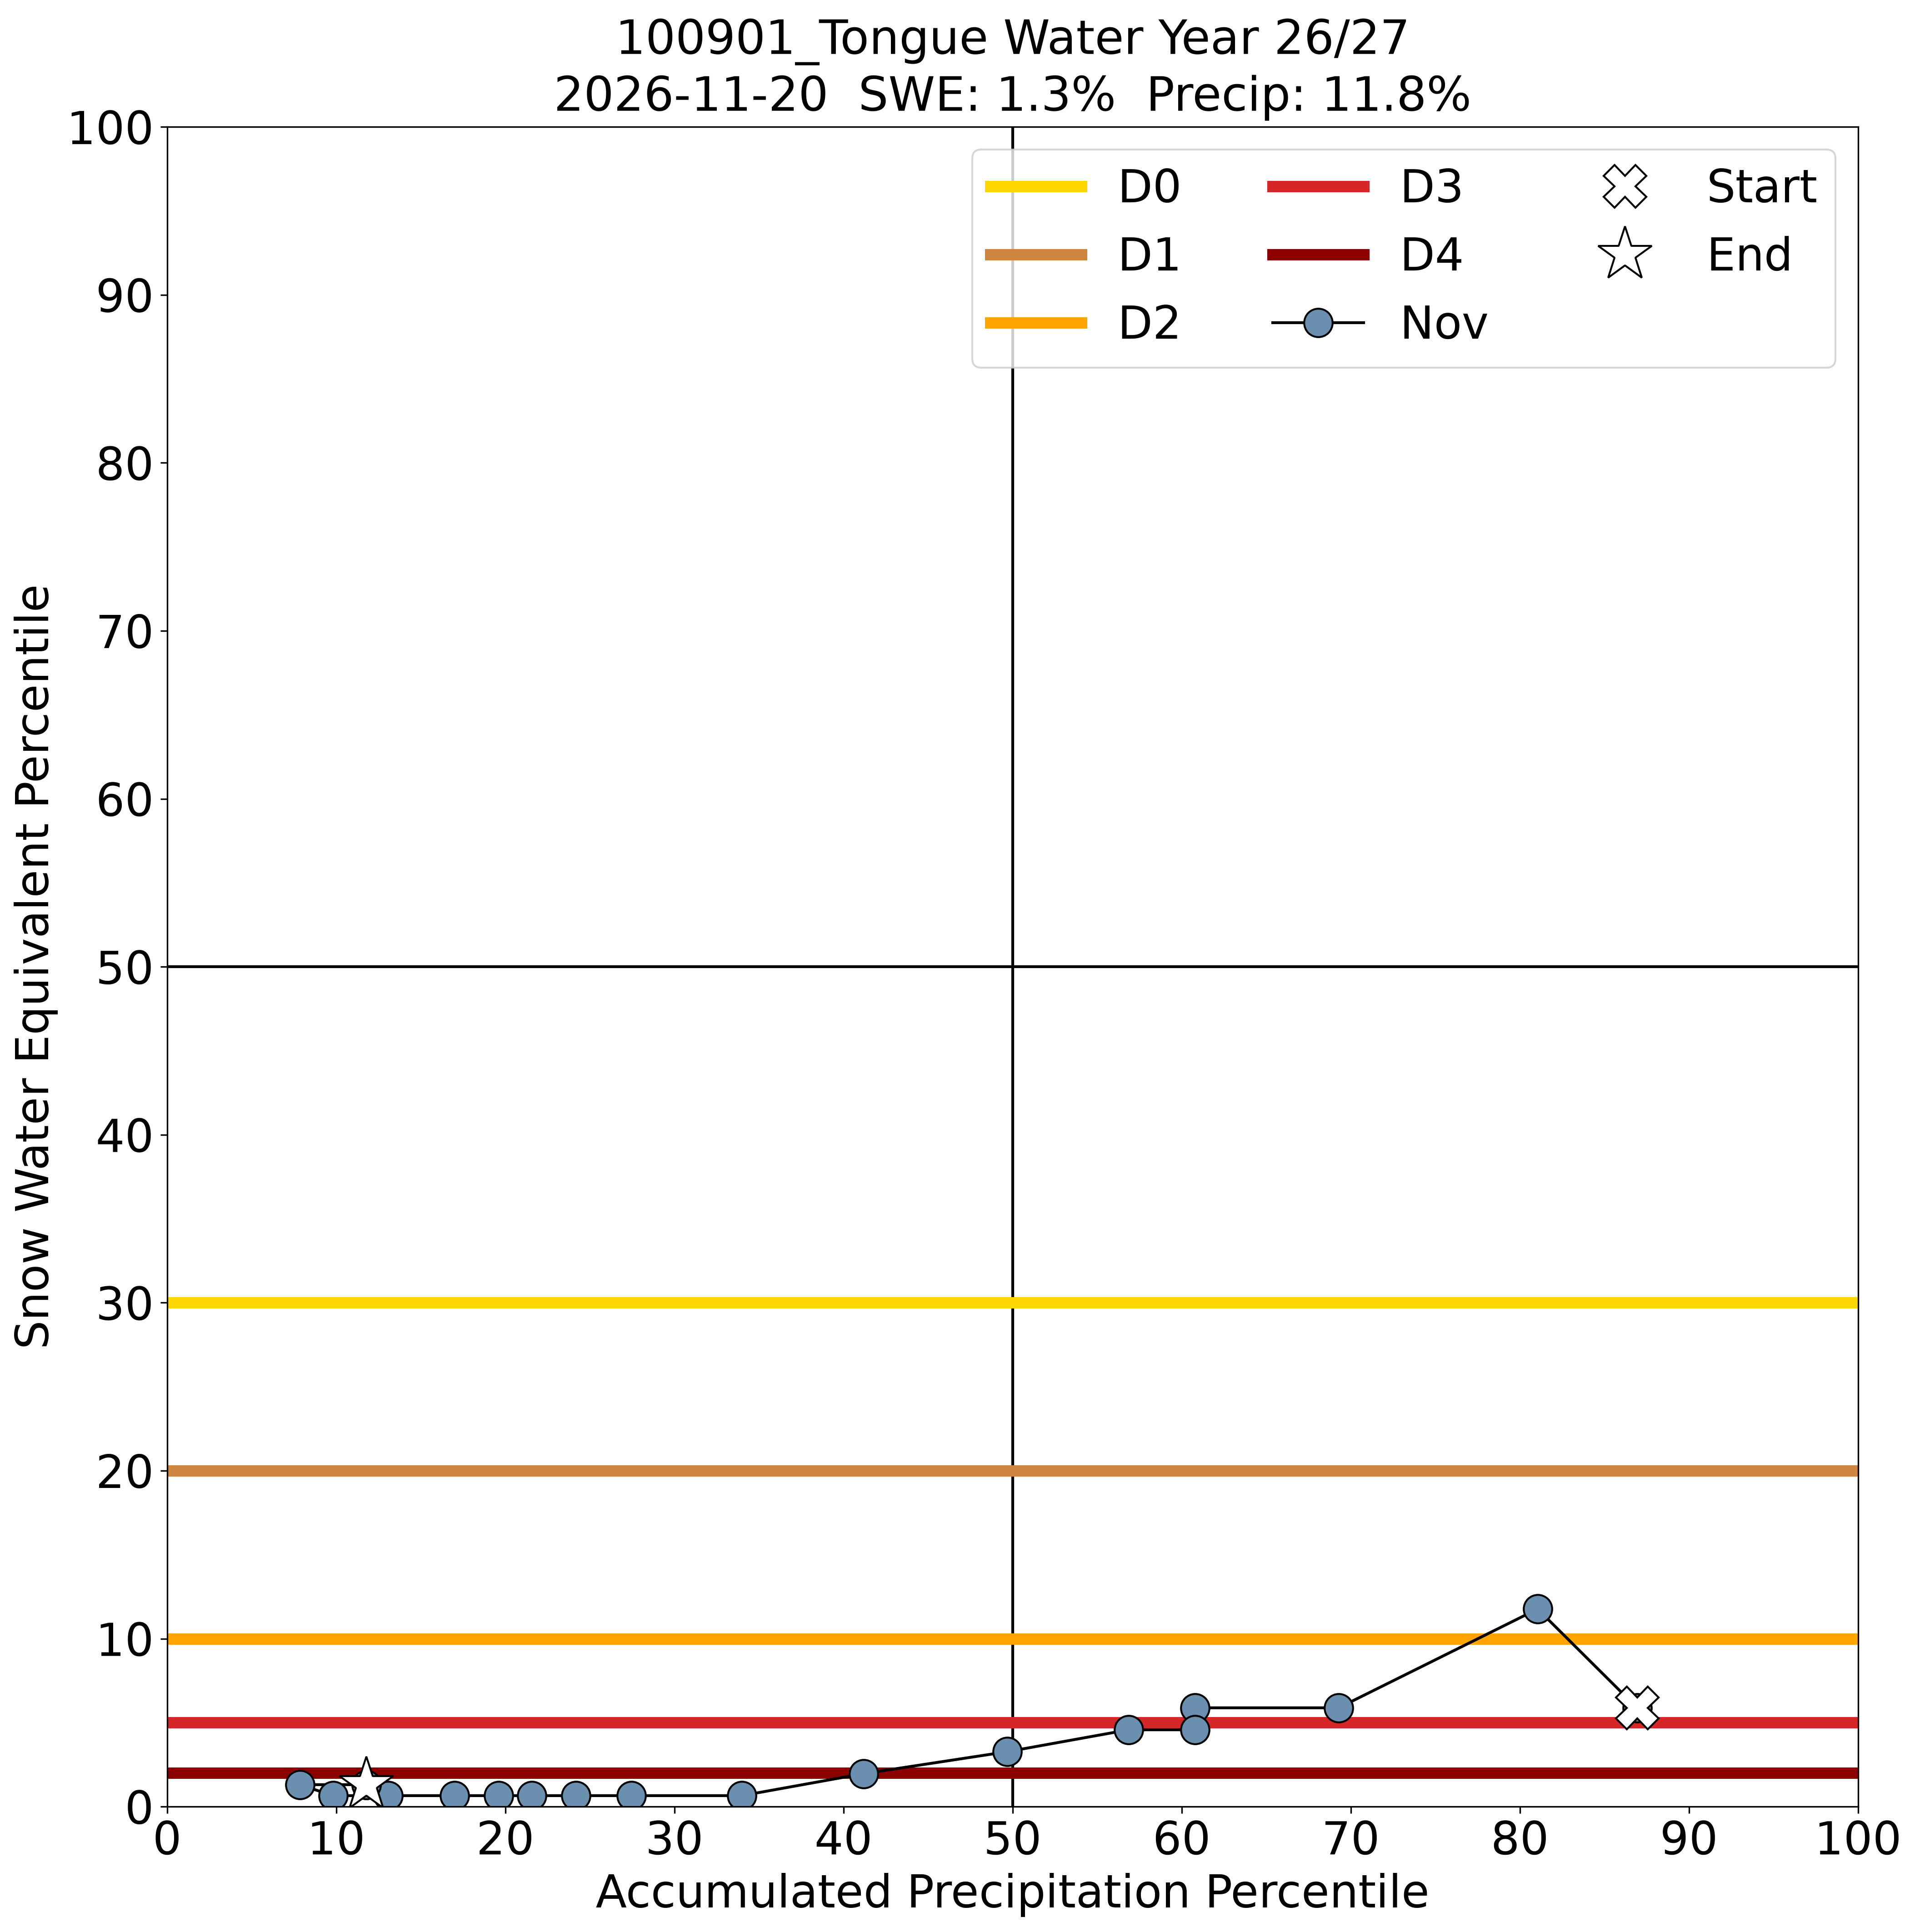 100901_Tongue Water Year 26/27
2026-11-20  SWE: 1.3%  Precip: 11.8%
100
90
80
70
60
50
40
30
20
10
0
Snow Water Equivalent Percentile
D0
D1
D2
D3
D4
Nov
Start
End
0 10 20 30 40 50 60 70 80 90 100
Accumulated Precipitation Percentile